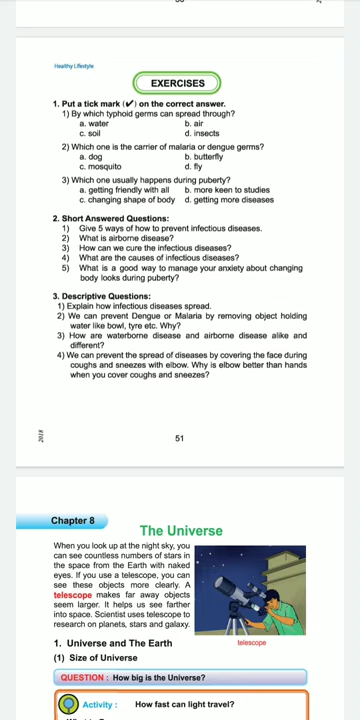 Healthy Lifestyle
EXERCISES
1. Put a tick mark (✓) on the correct answer.
1) By which typhoid germs can spread through?
a. water b. air
c. soil d. insects
2) Which one is the carrier of malaria or dengue germs?
a. dog b. butterfly
c. mosquito d. fly
3) Which one usually happens during puberty?
a. getting friendly with all b. more keen to studies
c. changing shape of body d. getting more diseases
2. Short Answered Questions:
1) Give 5 ways of how to prevent infectious diseases.
2) What is airborne disease?
3) How can we cure the infectious diseases?
4) What are the causes of infectious diseases?
5) What is a good way to manage your anxiety about changing
body looks during puberty?
3. Descriptive Questions:
1) Explain how infectious diseases spread.
2) We can prevent Dengue or Malaria by removing object holding
water like bowl, tyre etc. Why?
3) How are waterborne disease and airborne disease alike and
different?
4) We can prevent the spread of diseases by covering the face during
coughs and sneezes with elbow. Why is elbow better than hands
when you cover coughs and sneezes?
2018
51
Chapter 8
The Universe
When you look up at the night sky, you
can see countless numbers of stars in
the space from the Earth with naked
eyes. If you use a telescope, you can
see these objects more clearly. A
telescope makes far away objects
seem larger. It helps us see farther
into space. Scientist uses telescope to
research on planets, stars and galaxy.
telescope
1. Universe and The Earth
(1) Size of Universe
QUESTION : How big is the Universe?
Activity : How fast can light travel?